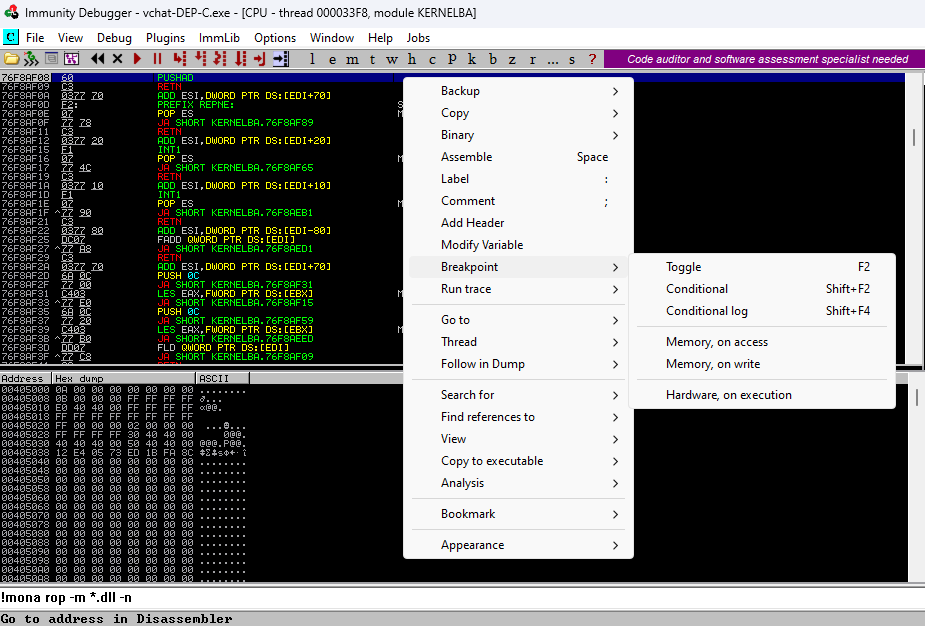 Immunity Debugger - vchat-DEP-C.exe - [CPU - thread 000033F8, module KERNELBA]
C File View Debug Plugins ImmLib Options Window Help Jobs
l e m t w h c P k b z r ... s ? Code auditor and software assessment specialist needed
76F8AF08 60 PUSHAD
76F8AF09 C3 RETN
76F8AF0A 0377 70 ADD ESI,DWORD PTR DS:[EDI+70]
76F8AF0D F2: PREFIX REPNE:
76F8AF0E 07 POP ES
76F8AF0F 77 78 JA SHORT KERNELBA.76F8AF89
76F8AF11 C3 RETN
76F8AF12 0377 20 ADD ESI,DWORD PTR DS:[EDI+20]
76F8AF15 F1 INT1
76F8AF16 07 POP ES
76F8AF17 77 4C JA SHORT KERNELBA.76F8AF65
76F8AF19 C3 RETN
76F8AF1A 0377 10 ADD ESI,DWORD PTR DS:[EDI+10]
76F8AF1D F1 INT1
76F8AF1E 07 POP ES
76F8AF1F ^77 90 JA SHORT KERNELBA.76F8AEB1
76F8AF21 C3 RETN
76F8AF22 0377 80 ADD ESI,DWORD PTR DS:[EDI-80]
76F8AF25 DC07 FADD QWORD PTR DS:[EDI]
76F8AF27 ^77 A8 JA SHORT KERNELBA.76F8AED1
76F8AF29 C3 RETN
76F8AF2A 0377 70 ADD ESI,DWORD PTR DS:[EDI+70]
76F8AF2D 6A 0C PUSH 0C
76F8AF2F 77 00 JA SHORT KERNELBA.76F8AF31
76F8AF31 C403 LES EAX,FWORD PTR DS:[EBX]
76F8AF33 ^77 E0 JA SHORT KERNELBA.76F8AF15
76F8AF35 6A 0C PUSH 0C
76F8AF37 77 20 JA SHORT KERNELBA.76F8AF59
76F8AF39 C403 LES EAX,FWORD PTR DS:[EBX]
76F8AF3B ^77 B0 JA SHORT KERNELBA.76F8AEED
76F8AF3D DD07 FLD QWORD PTR DS:[EDI]
76F8AF3F ^77 C8 JA SHORT KERNELBA.76F8AF09
Backup
Copy
Binary
Assemble Space
Label :
Comment ;
Add Header
Modify Variable
Breakpoint
Run trace
Go to
Thread
Follow in Dump
Search for
Find references to
View
Copy to executable
Analysis
Bookmark
Appearance
Toggle F2
Conditional Shift+F2
Conditional log Shift+F4
Memory, on access
Memory, on write
Hardware, on execution
Address Hex dump ASCII
00405000 0A 00 00 00 00 00 00 00 ........
00405008 0B 00 00 00 FF FF FF FF
00405010 E0 40 40 00 FF FF FF FF
00405018 FF FF FF FF FF FF FF FF
00405020 FF 00 00 00 02 00 00 00
00405028 FF FF FF FF 30 40 40 00
00405030 40 40 40 00 50 40 40 00 @@@.P@@.
00405038 12 E4 05 73 ED 1B FA 8C
00405040 00 00 00 00 00 00 00 00 ........
00405048 00 00 00 00 00 00 00 00 ........
00405050 00 00 00 00 00 00 00 00 ........
00405058 00 00 00 00 00 00 00 00 ........
00405060 00 00 00 00 00 00 00 00 ........
00405068 00 00 00 00 00 00 00 00 ........
00405070 00 00 00 00 00 00 00 00 ........
00405078 00 00 00 00 00 00 00 00 ........
00405080 00 00 00 00 00 00 00 00 ........
00405088 00 00 00 00 00 00 00 00 ........
00405090 00 00 00 00 00 00 00 00 ........
00405098 00 00 00 00 00 00 00 00 ........
004050A0 00 00 00 00 00 00 00 00 ........
004050A8 00 00 00 00 00 00 00 00 ........
!mona rop -m *.dll -n
Go to address in Disassembler